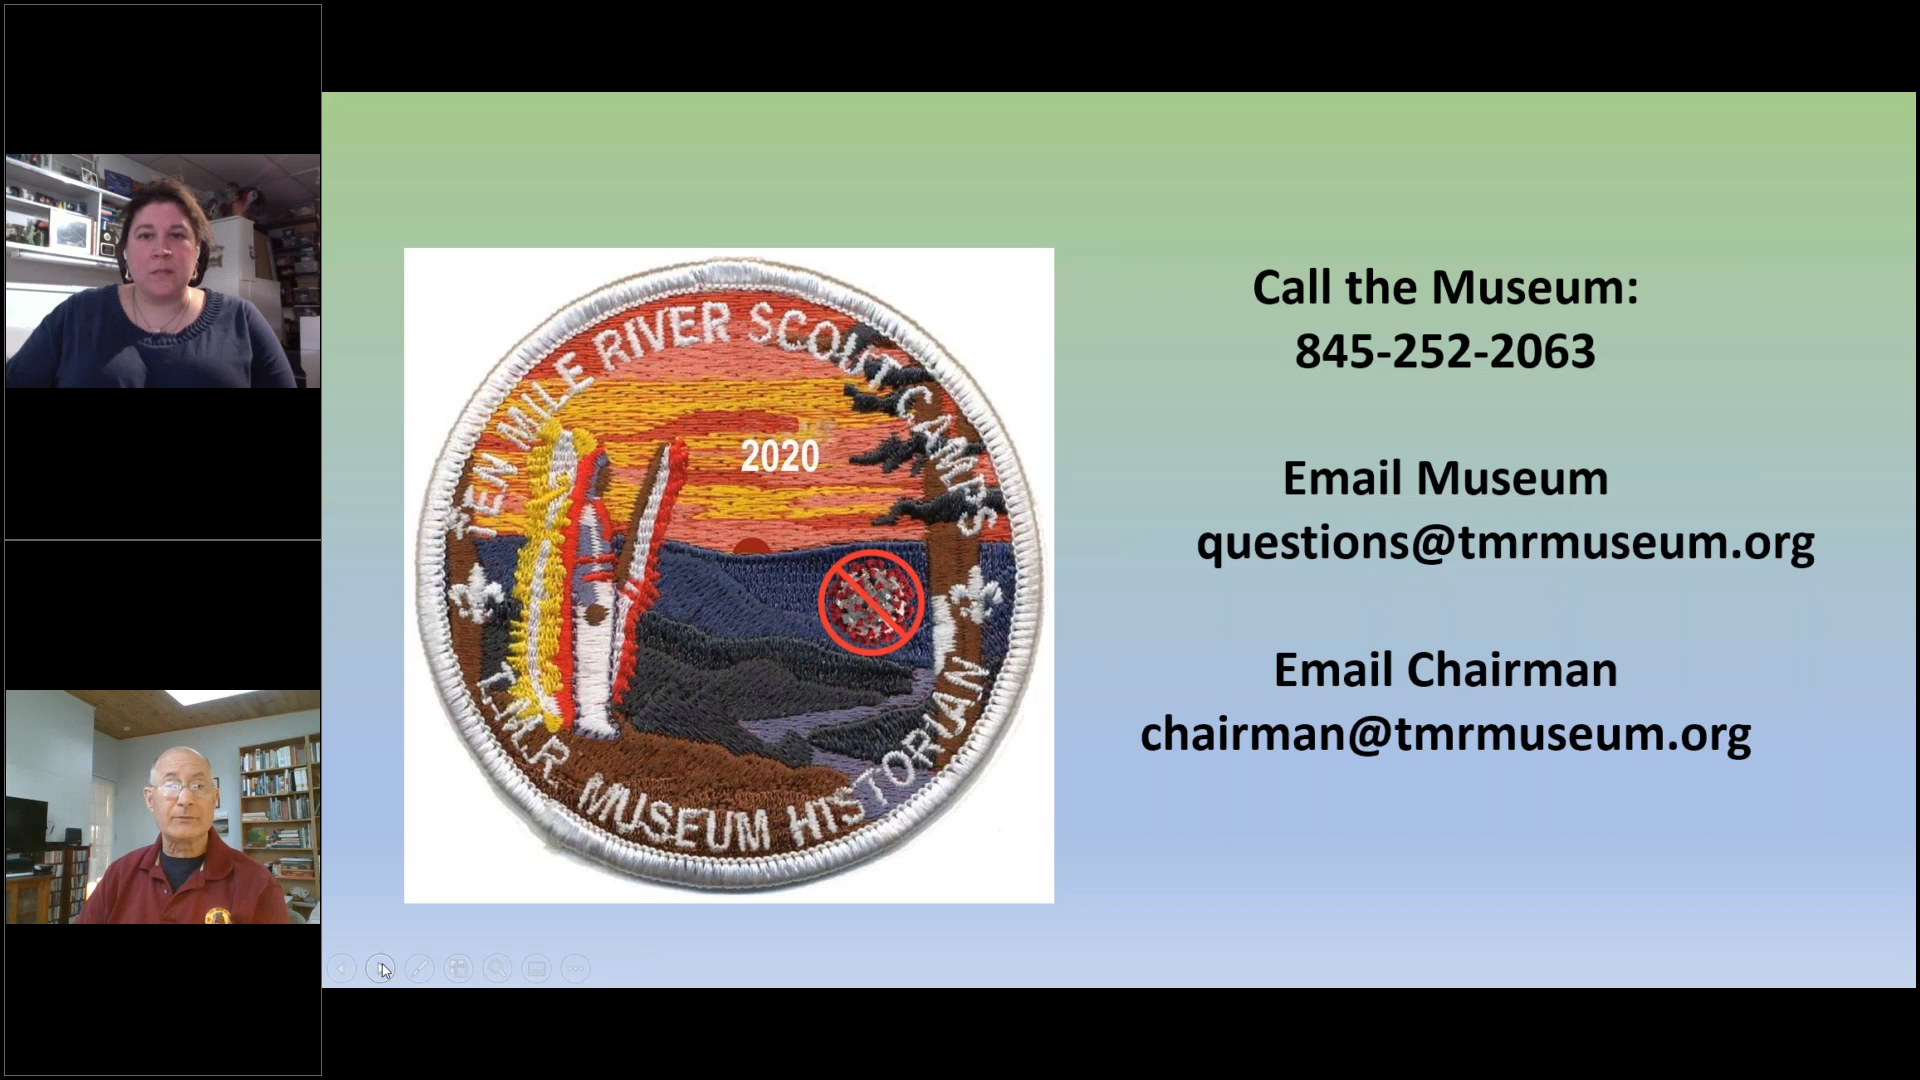 TEN MILE RIVER SCOUT CAMPS
2020
T.M.R. MUSEUM HISTORIAN
Call the Museum:
845-252-2063
Email Museum
questions@tmrmuseum.org
Email Chairman
chairman@tmrmuseum.org